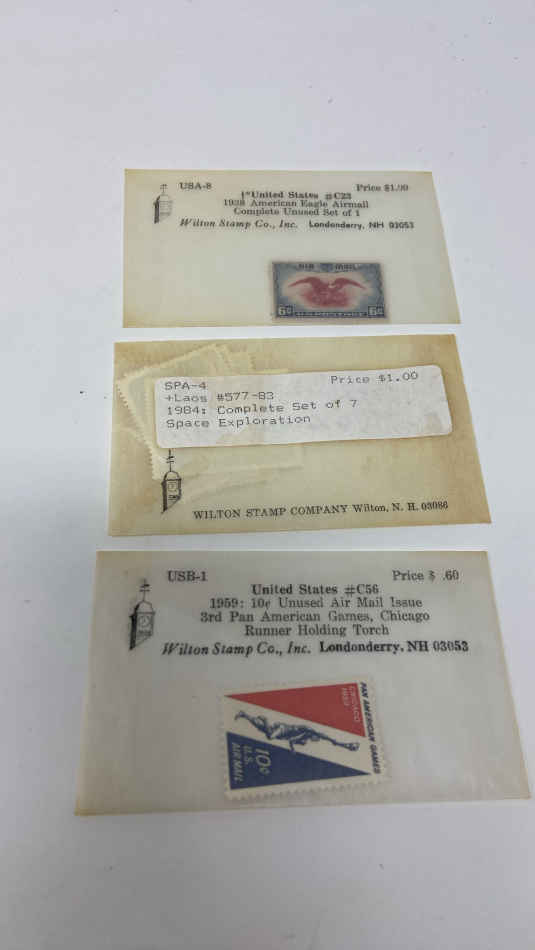 USA-8 Price $1.00
†*United States #C23
1938 American Eagle Airmail
Complete Unused Set of 1
Wilton Stamp Co., Inc. Londonderry, NH 03053
AIR MAIL
6¢ U.S. POSTAGE 6¢
SPA-4 Price $1.00
+Laos #577-83
1984: Complete Set of 7
Space Exploration
WILTON STAMP COMPANY Wilton, N. H. 03086
USB-1 Price $ .60
United States #C56
1959: 10¢ Unused Air Mail Issue
3rd Pan American Games, Chicago
Runner Holding Torch
Wilton Stamp Co., Inc. Londonderry, NH 03053
PAN AMERICAN GAMES
CHICAGO
1959
10¢
U.S.
AIR MAIL